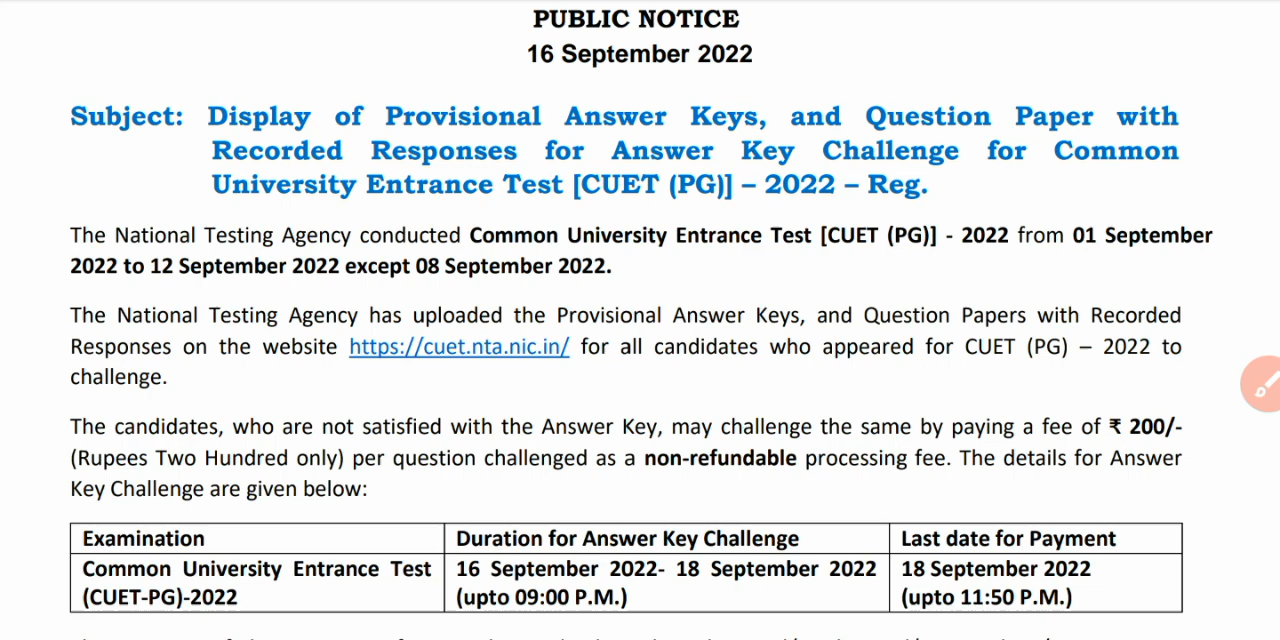 PUBLIC NOTICE
16 September 2022
Subject: Display of Provisional Answer Keys, and Question Paper with
Recorded Responses for Answer Key Challenge for Common
University Entrance Test [CUET (PG)] – 2022 – Reg.
The National Testing Agency conducted Common University Entrance Test [CUET (PG)] - 2022 from 01 September
2022 to 12 September 2022 except 08 September 2022.
The National Testing Agency has uploaded the Provisional Answer Keys, and Question Papers with Recorded
Responses on the website https://cuet.nta.nic.in/ for all candidates who appeared for CUET (PG) – 2022 to
challenge.
The candidates, who are not satisfied with the Answer Key, may challenge the same by paying a fee of ₹ 200/-
(Rupees Two Hundred only) per question challenged as a non-refundable processing fee. The details for Answer
Key Challenge are given below:
Examination Duration for Answer Key Challenge Last date for Payment
Common University Entrance Test 16 September 2022- 18 September 2022 18 September 2022
(CUET-PG)-2022 (upto 09:00 P.M.) (upto 11:50 P.M.)